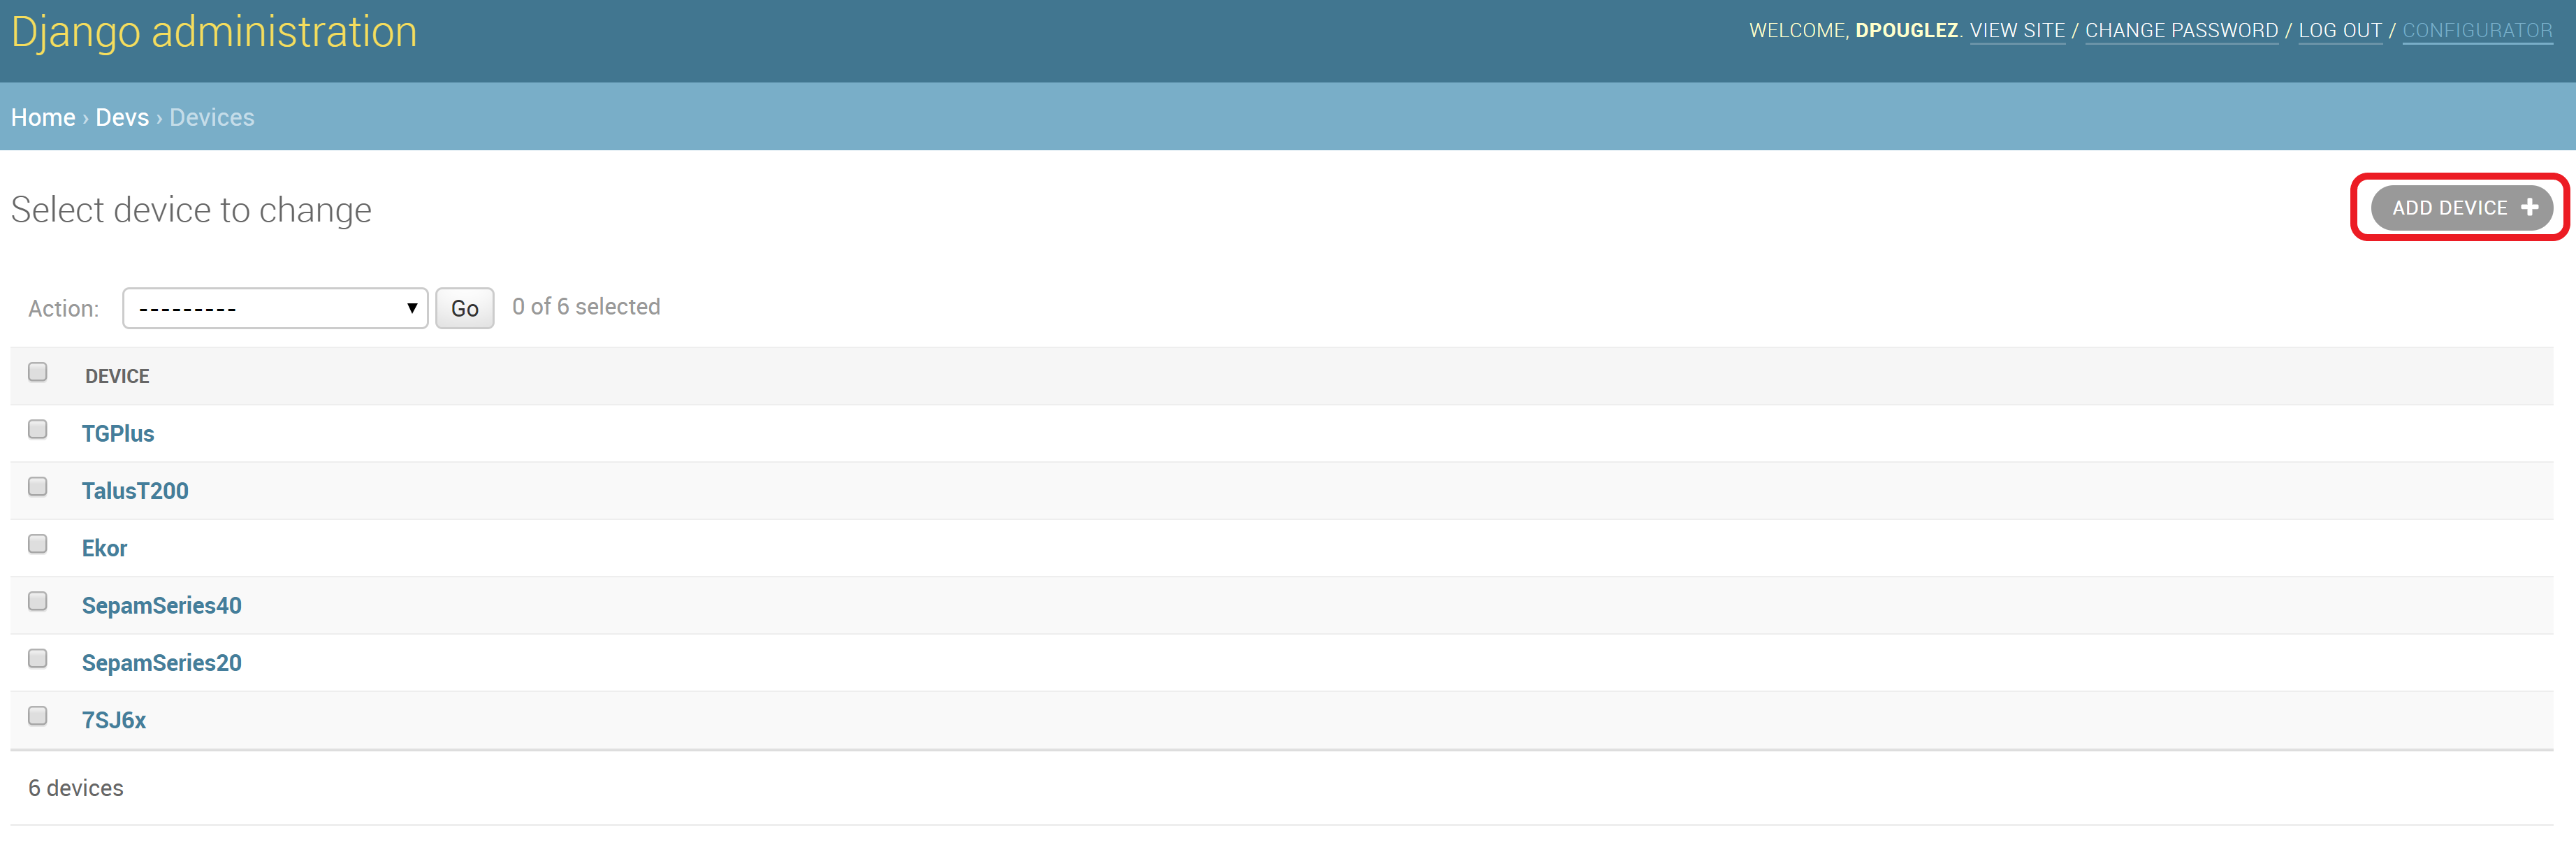 Django administration
WELCOME, DPOUGLEZ. VIEW SITE / CHANGE PASSWORD / LOG OUT / CONFIGURATOR
Home › Devs › Devices
Select device to change
ADD DEVICE +
Action: --------- Go 0 of 6 selected
DEVICE
TGPlus
TalusT200
Ekor
SepamSeries40
SepamSeries20
7SJ6x
6 devices